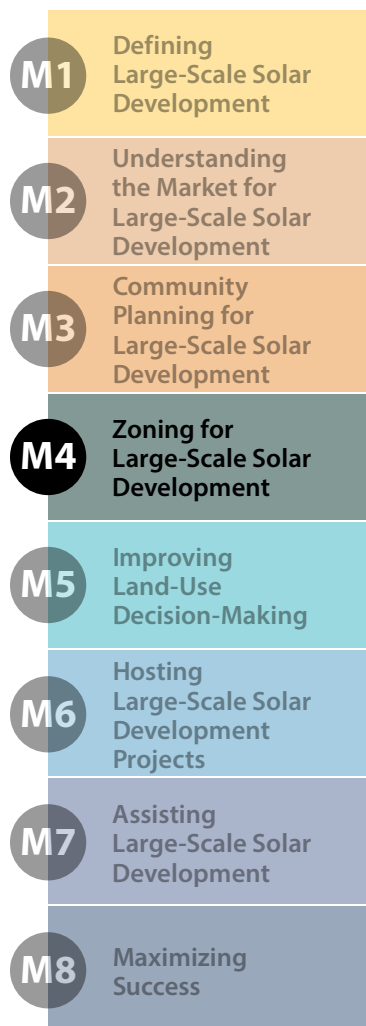 M1
Defining
Large-Scale Solar
Development
M2
Understanding
the Market for
Large-Scale Solar
Development
M3
Community
Planning for
Large-Scale Solar
Development
M4
Zoning for
Large-Scale Solar
Development
M5
Improving
Land-Use
Decision-Making
M6
Hosting
Large-Scale Solar
Development
Projects
M7
Assisting
Large-Scale Solar
Development
M8
Maximizing
Success